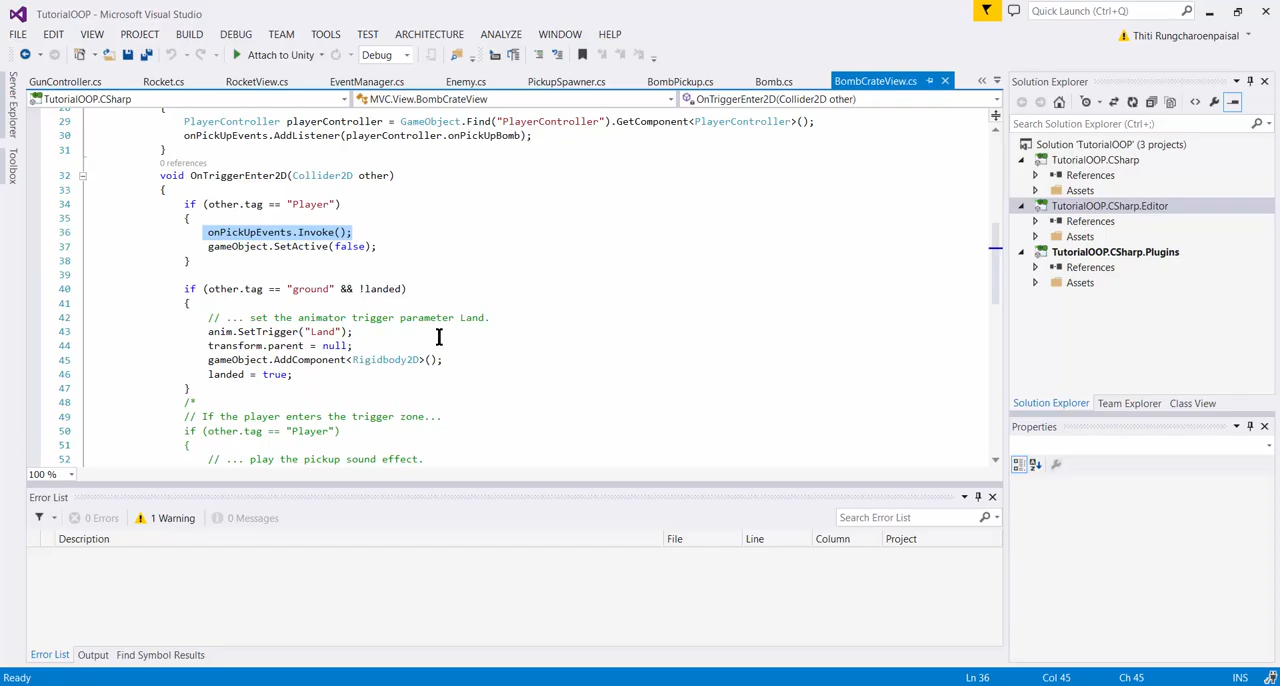 TutorialOOP - Microsoft Visual Studio
Quick Launch (Ctrl+Q)
FILE EDIT VIEW PROJECT BUILD DEBUG TEAM TOOLS TEST ARCHITECTURE ANALYZE WINDOW HELP
Thiti Rungcharoenpaisal
Attach to Unity Debug
Server Explorer
Toolbox
GunController.cs Rocket.cs RocketView.cs EventManager.cs Enemy.cs PickupSpawner.cs BombPickup.cs Bomb.cs BombCrateView.cs
TutorialOOP.CSharp MVC.View.BombCrateView OnTriggerEnter2D(Collider2D other)
28 {
29 PlayerController playerController = GameObject.Find("PlayerController").GetComponent<PlayerController>();
30 onPickUpEvents.AddListener(playerController.onPickUpBomb);
31 }
0 references
32 void OnTriggerEnter2D(Collider2D other)
33 {
34 if (other.tag == "Player")
35 {
36 onPickUpEvents.Invoke();
37 gameObject.SetActive(false);
38 }
39
40 if (other.tag == "ground" && !landed)
41 {
42 // ... set the animator trigger parameter Land.
43 anim.SetTrigger("Land");
44 transform.parent = null;
45 gameObject.AddComponent<Rigidbody2D>();
46 landed = true;
47 }
48 /*
49 // If the player enters the trigger zone...
50 if (other.tag == "Player")
51 {
52 // ... play the pickup sound effect.
100 %
Error List
0 Errors 1 Warning 0 Messages
Search Error List
Description File Line Column Project
Error List Output Find Symbol Results
Solution Explorer
Search Solution Explorer (Ctrl+;)
Solution 'TutorialOOP' (3 projects)
TutorialOOP.CSharp
References
Assets
TutorialOOP.CSharp.Editor
References
Assets
TutorialOOP.CSharp.Plugins
References
Assets
Solution Explorer Team Explorer Class View
Properties
Ready Ln 36 Col 45 Ch 45 INS